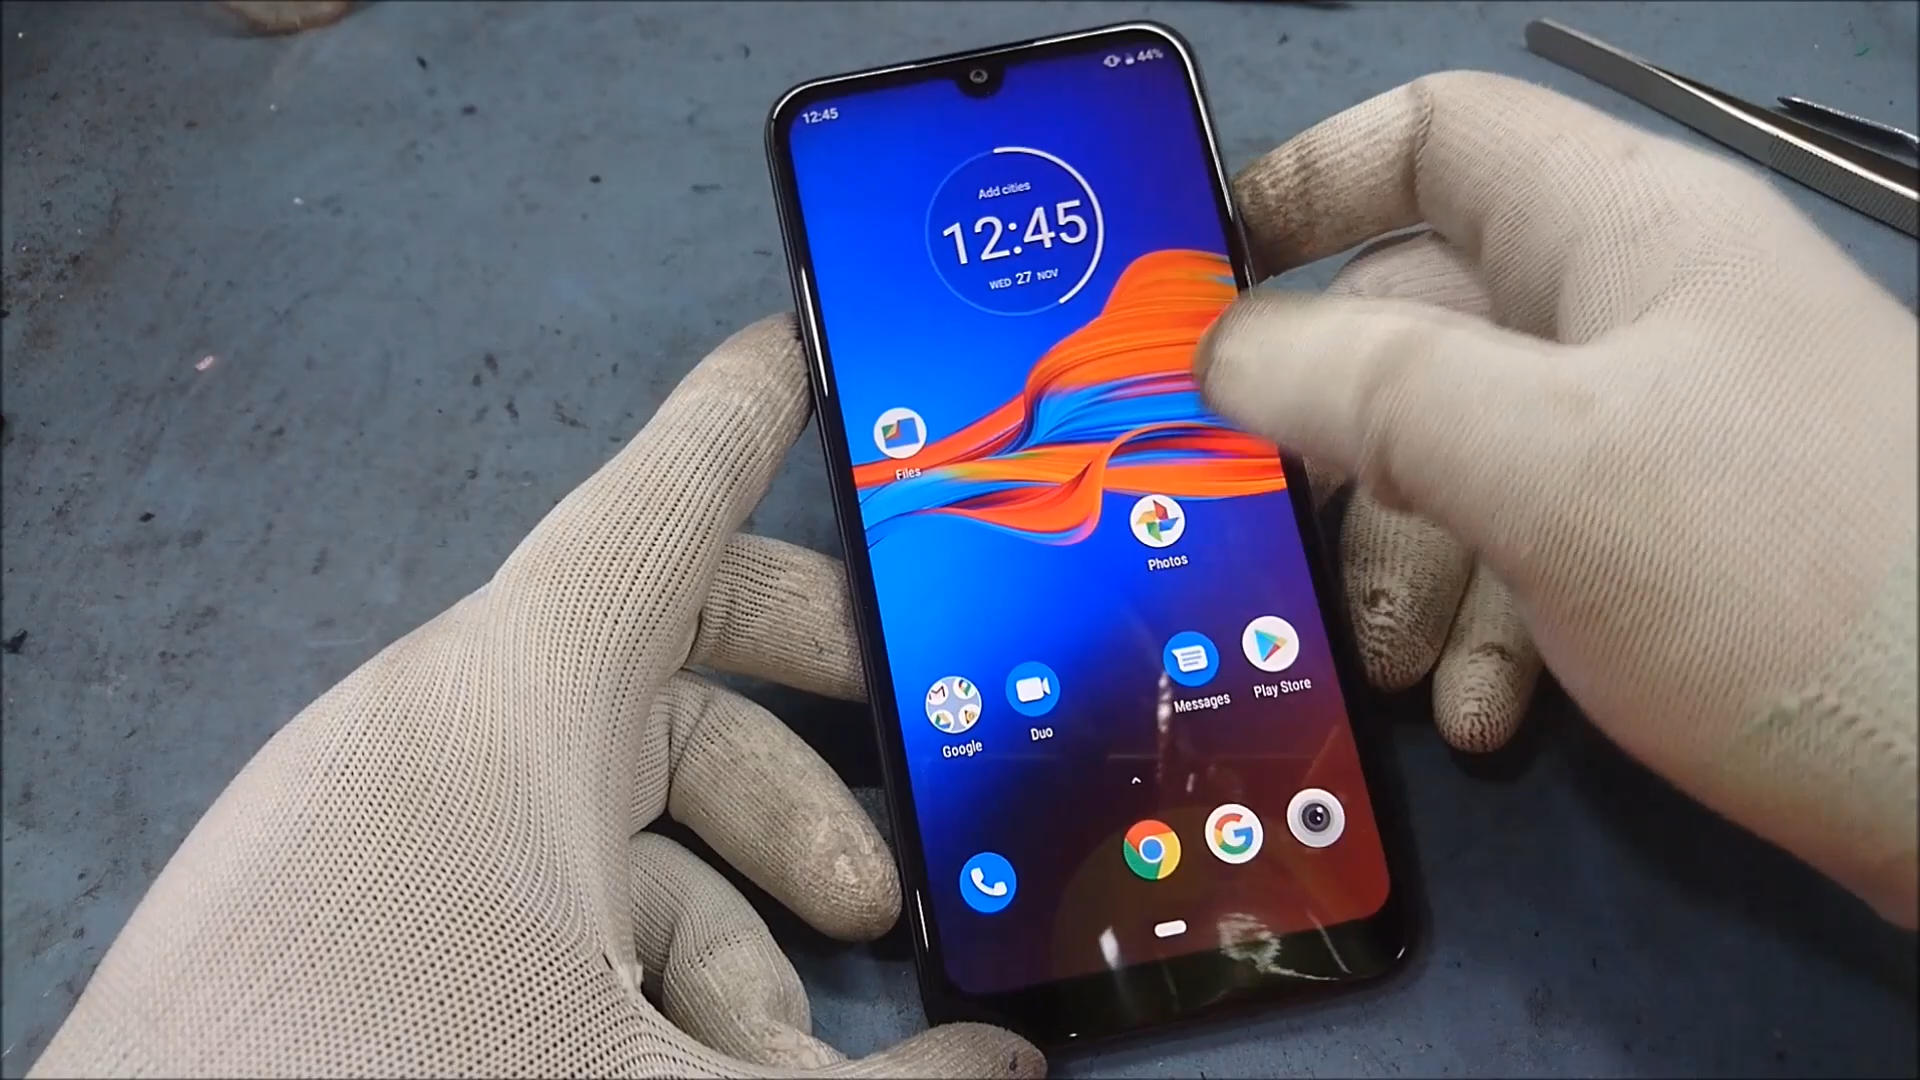 12:45
44%
Add cities
12:45
WED 27 NOV
Files
Photos
Google
Duo
Messages
Play Store